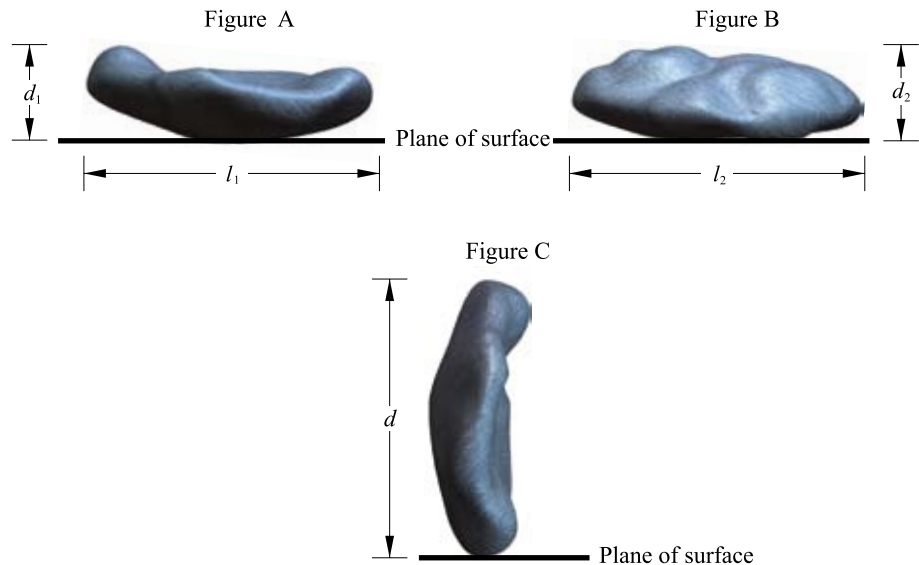 Figure A
Figure B
d1
d2
Plane of surface
l1
l2
Figure C
d
Plane of surface